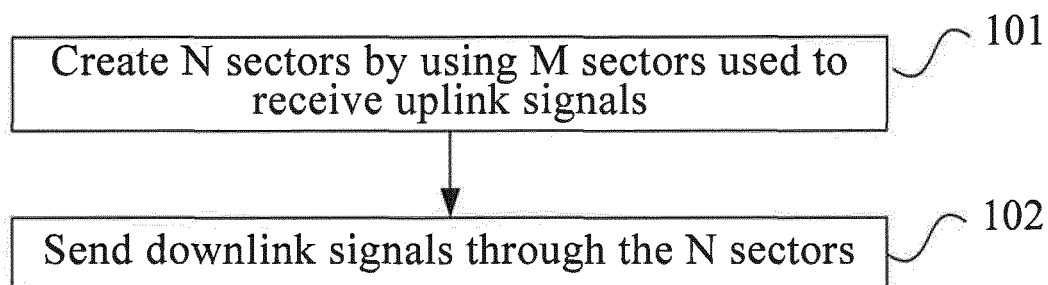 Create N sectors by using M sectors used to
receive uplink signals
101
Send downlink signals through the N sectors
102